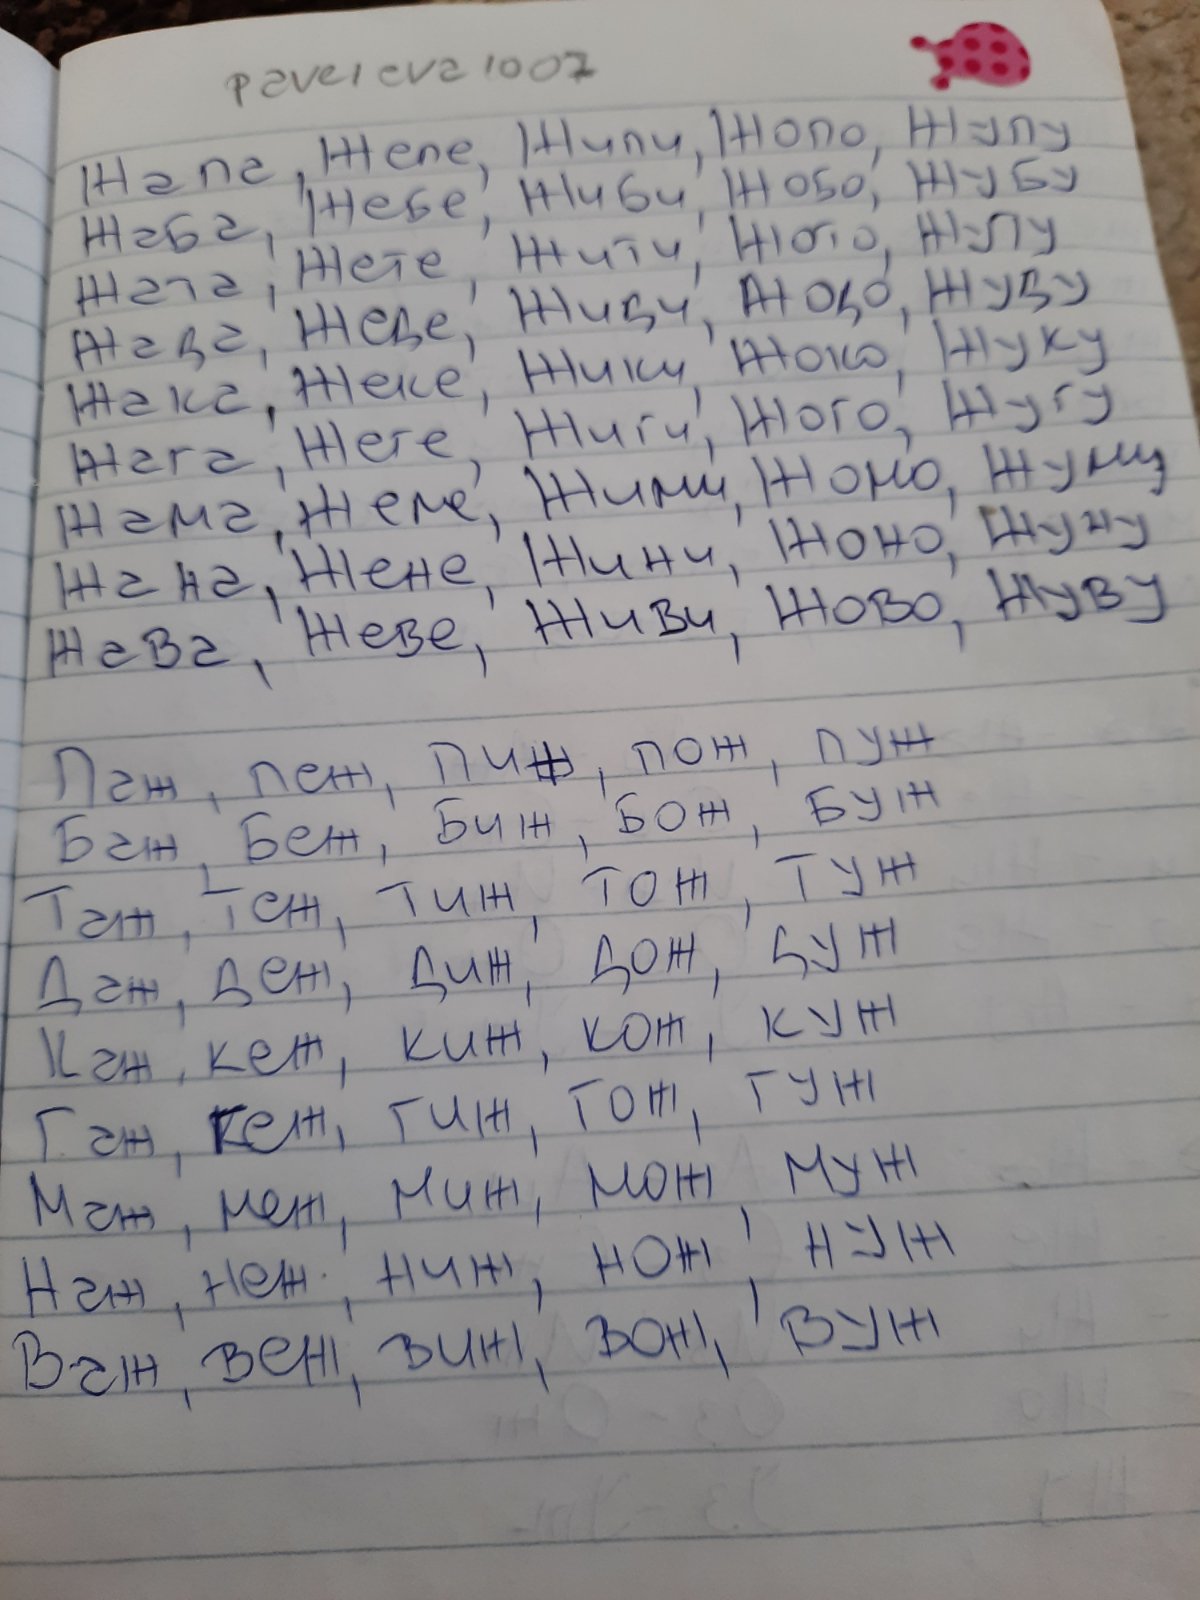 paveleva1007
Жапа, Жепе, Жипи, Жопо, Жупу
Жаба, Жебе, Жиби, Жобо, Жубу
Жата, Жете, Жити, Жото, Жупу
Жада, Жеде, Жиди, Жодо, Жуду
Жака, Жеке, Жики, Жоко, Жуку
Жага, Жеге, Жиги, Жого, Жугу
Жама, Жеме, Жими, Жомо, Жуму
Жана, Жене, Жини, Жоно, Жуну
Жава, Жеве, Живи, Жово, Жуву
Паж, пеж, пиж, пож, пуж
Баж, Беж, Биж, Бож, Буж
Таж, Теж, тиж, тож, туж
Даж, деж, диж, дож, дуж
Каж, кеж, киж, кож, куж
Гаж, геж, гиж, гож, гуж
Маж, меж, миж, мож муж
Наж, неж, ниж, нож, нуж
Важ, веж, виж, вож, вуж